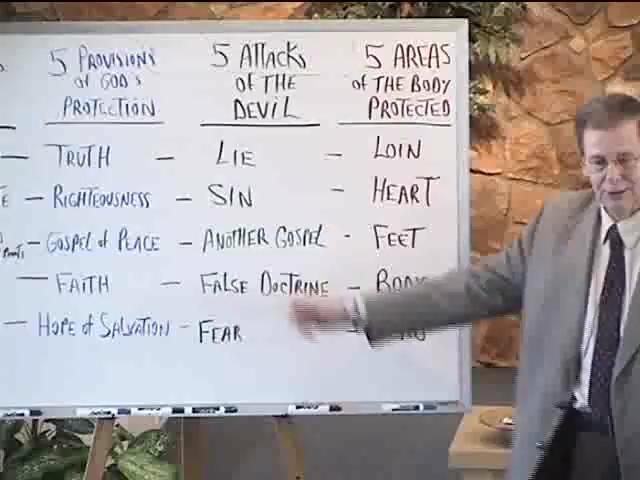 5 PROVISIONS 5 Attacks 5 AREAS
of GOD'S OF THE OF THE BODY
PROTECTION DEVIL PROTECTED
— TRUTH — LIE — LOIN
E — RIGHTEOUSNESS — SIN — HEART
- GOSPEL of PEACE - ANOTHER GOSPEL - FEET
— FAITH — FALSE DOCTRINE — BODY
— HOPE of SALVATION - FEAR